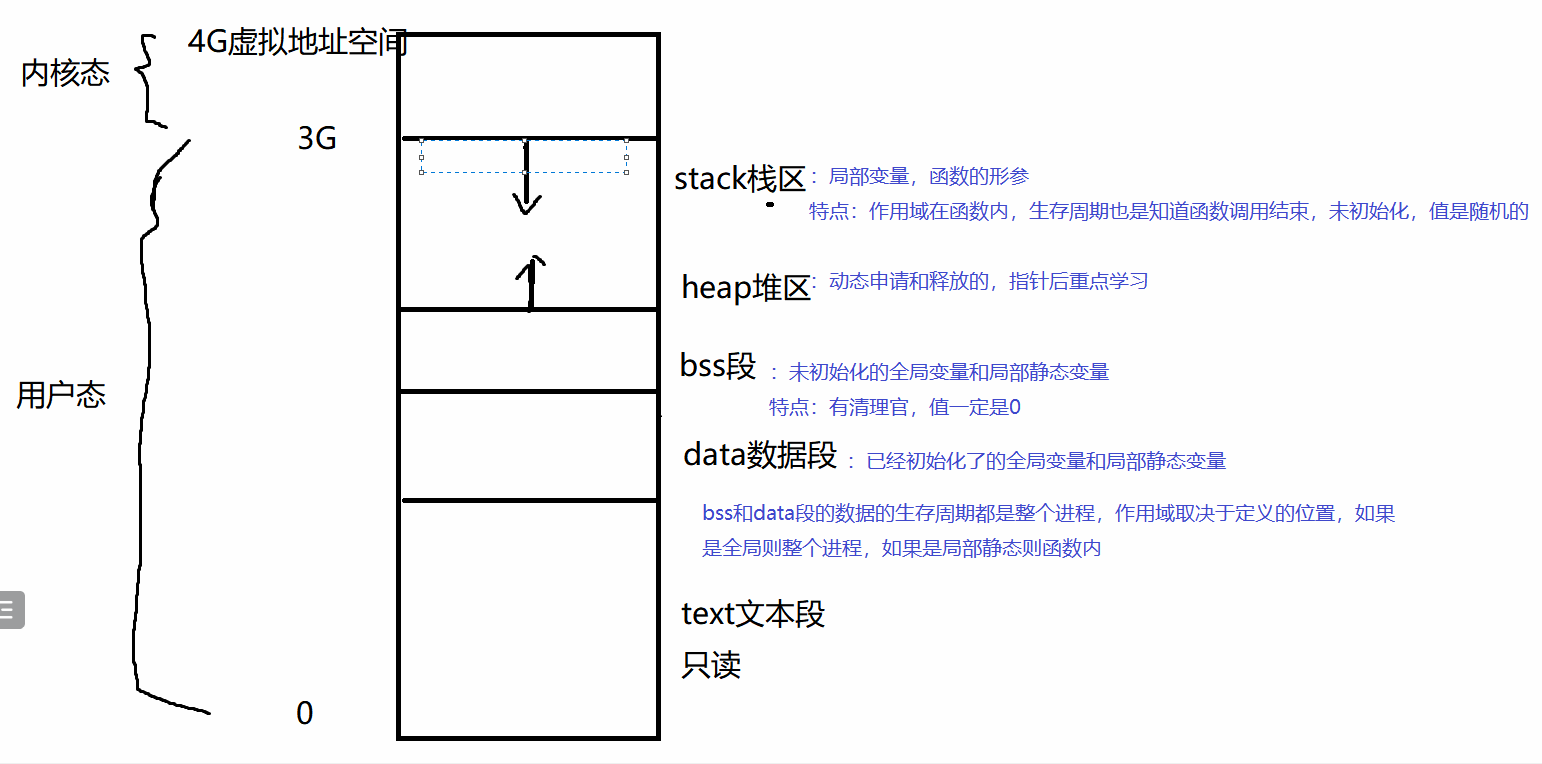 4G虚拟地址空间
内核态
3G
stack栈区：局部变量，函数的形参
特点：作用域在函数内，生存周期也是知道函数调用结束，未初始化，值是随机的
heap堆区：动态申请和释放的，指针后重点学习
bss段：未初始化的全局变量和局部静态变量
用户态
特点：有清理官，值一定是0
data数据段：已经初始化了的全局变量和局部静态变量
bss和data段的数据的生存周期都是整个进程，作用域取决于定义的位置，如果
是全局则整个进程，如果是局部静态则函数内
text文本段
只读
0